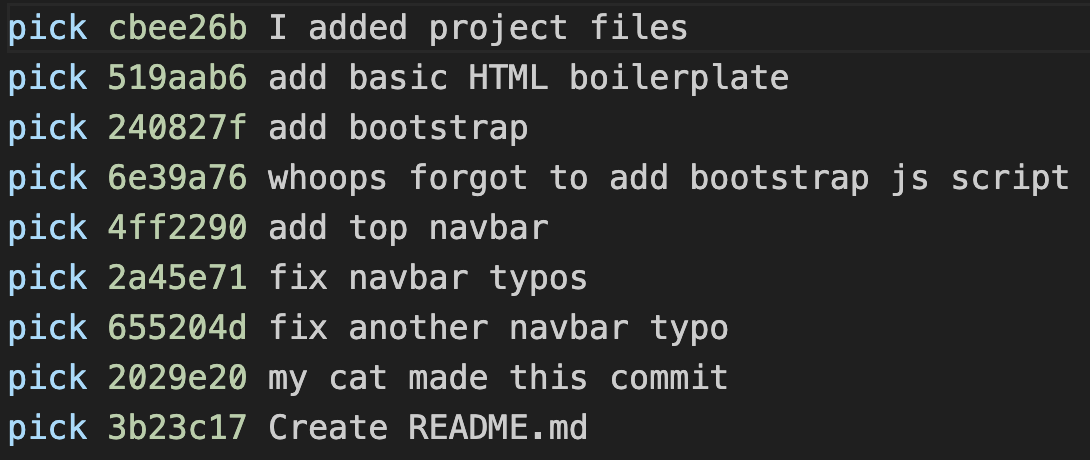 pick cbee26b I added project files
pick 519aab6 add basic HTML boilerplate
pick 240827f add bootstrap
pick 6e39a76 whoops forgot to add bootstrap js script
pick 4ff2290 add top navbar
pick 2a45e71 fix navbar typos
pick 655204d fix another navbar typo
pick 2029e20 my cat made this commit
pick 3b23c17 Create README.md